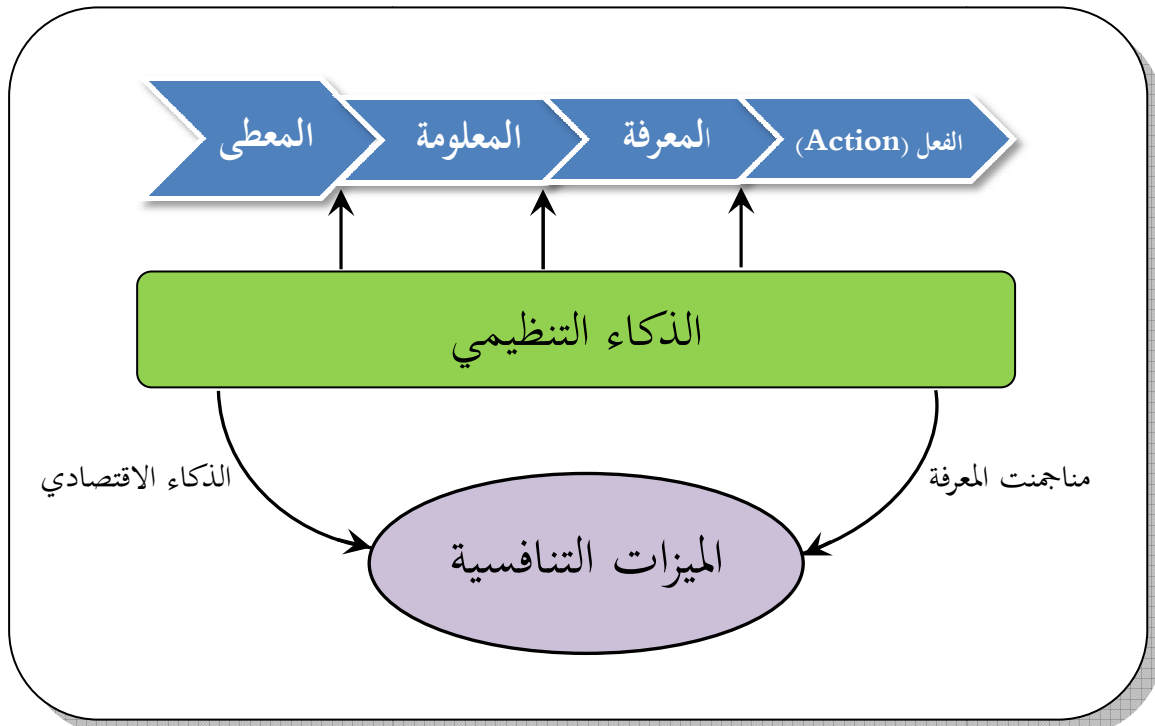 المعطى
المعلومة
المعرفة
الفعل (Action)
الذكاء التنظيمي
الذكاء الاقتصادي
مناجمنت المعرفة
الميزات التنافسية